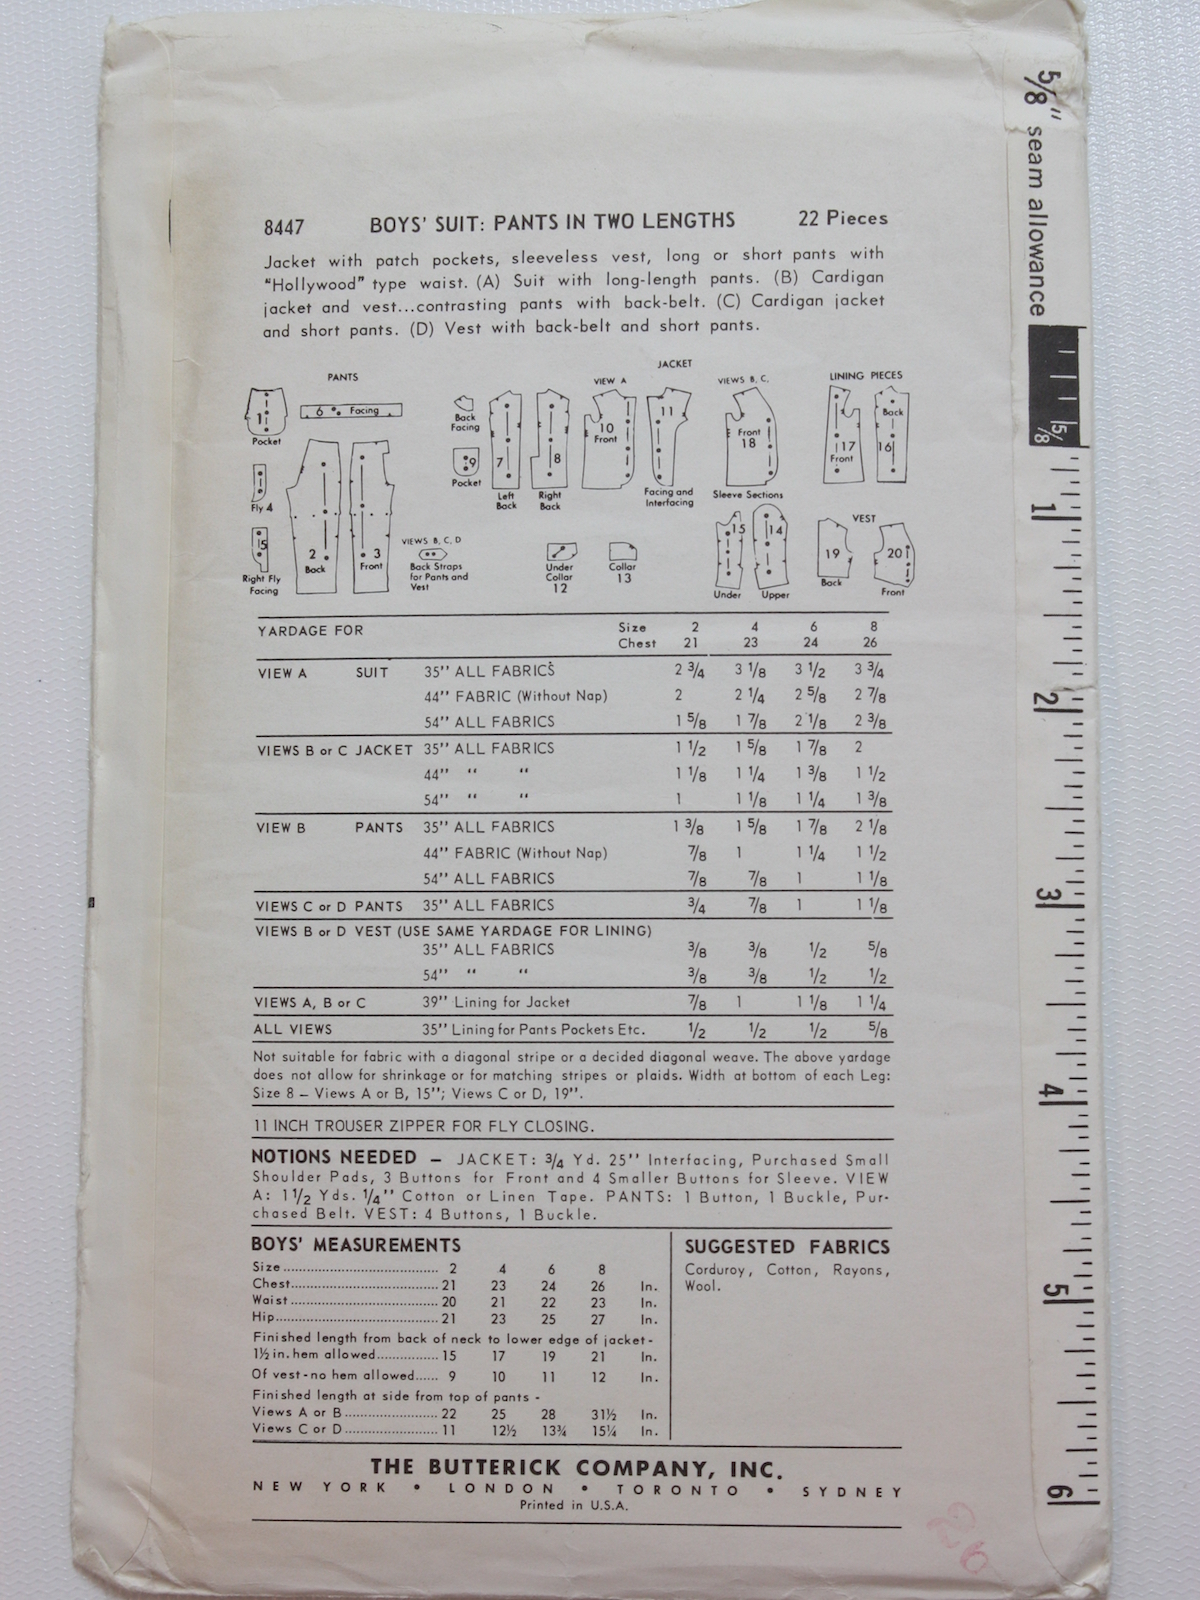 8447 BOYS' SUIT: PANTS IN TWO LENGTHS 22 Pieces
Jacket with patch pockets, sleeveless vest, long or short pants with
"Hollywood" type waist. (A) Suit with long-length pants. (B) Cardigan
jacket and vest...contrasting pants with back-belt. (C) Cardigan jacket
and short pants. (D) Vest with back-belt and short pants.
PANTS
1
Pocket
6 Facing
Fly 4
5
Right Fly
Facing
2
Back
3
Front
VIEWS B, C, D
Back Straps
for Pants and
Vest
JACKET
Back
Facing
9
Pocket
7
Left
Back
8
Right
Back
VIEW A
10
Front
11
Facing and
Interfacing
VIEWS B, C,
Front
18
Sleeve Sections
15
Under
14
Upper
Under
Collar
12
Collar
13
LINING PIECES
17
Front
Back
16
VEST
19
Back
20
Front
YARDAGE FOR Size 2 4 6 8
Chest 21 23 24 26
VIEW A SUIT 35" ALL FABRICS 2 3/4 3 1/8 3 1/2 3 3/4
44" FABRIC (Without Nap) 2 2 1/4 2 5/8 2 7/8
54" ALL FABRICS 1 5/8 1 7/8 2 1/8 2 3/8
VIEWS B or C JACKET 35" ALL FABRICS 1 1/2 1 5/8 1 7/8 2
44" " " 1 1/8 1 1/4 1 3/8 1 1/2
54" " " 1 1 1/8 1 1/4 1 3/8
VIEW B PANTS 35" ALL FABRICS 1 3/8 1 5/8 1 7/8 2 1/8
44" FABRIC (Without Nap) 7/8 1 1 1/4 1 1/2
54" ALL FABRICS 7/8 7/8 1 1 1/8
VIEWS C or D PANTS 35" ALL FABRICS 3/4 7/8 1 1 1/8
VIEWS B or D VEST (USE SAME YARDAGE FOR LINING)
35" ALL FABRICS 3/8 3/8 1/2 5/8
54" " " 3/8 3/8 1/2 1/2
VIEWS A, B or C 39" Lining for Jacket 7/8 1 1 1/8 1 1/4
ALL VIEWS 35" Lining for Pants Pockets Etc. 1/2 1/2 1/2 5/8
Not suitable for fabric with a diagonal stripe or a decided diagonal weave. The above yardage
does not allow for shrinkage or for matching stripes or plaids. Width at bottom of each Leg:
Size 8 – Views A or B, 15"; Views C or D, 19".
11 INCH TROUSER ZIPPER FOR FLY CLOSING.
NOTIONS NEEDED – JACKET: 3/4 Yd. 25" Interfacing, Purchased Small
Shoulder Pads, 3 Buttons for Front and 4 Smaller Buttons for Sleeve. VIEW
A: 1 1/2 Yds. 1/4" Cotton or Linen Tape. PANTS: 1 Button, 1 Buckle, Pur-
chased Belt. VEST: 4 Buttons, 1 Buckle.
BOYS' MEASUREMENTS
Size 2 4 6 8
Chest 21 23 24 26 In.
Waist 20 21 22 23 In.
Hip 21 23 25 27 In.
Finished length from back of neck to lower edge of jacket-
1½ in. hem allowed 15 17 19 21 In.
Of vest-no hem allowed 9 10 11 12 In.
Finished length at side from top of pants -
Views A or B 22 25 28 31½ In.
Views C or D 11 12½ 13¾ 15¼ In.
SUGGESTED FABRICS
Corduroy, Cotton, Rayons,
Wool.
THE BUTTERICK COMPANY, INC.
NEW YORK • LONDON • TORONTO • SYDNEY
Printed in U.S.A.
5/8" seam allowance
5/8
1
2
3
4
5
6